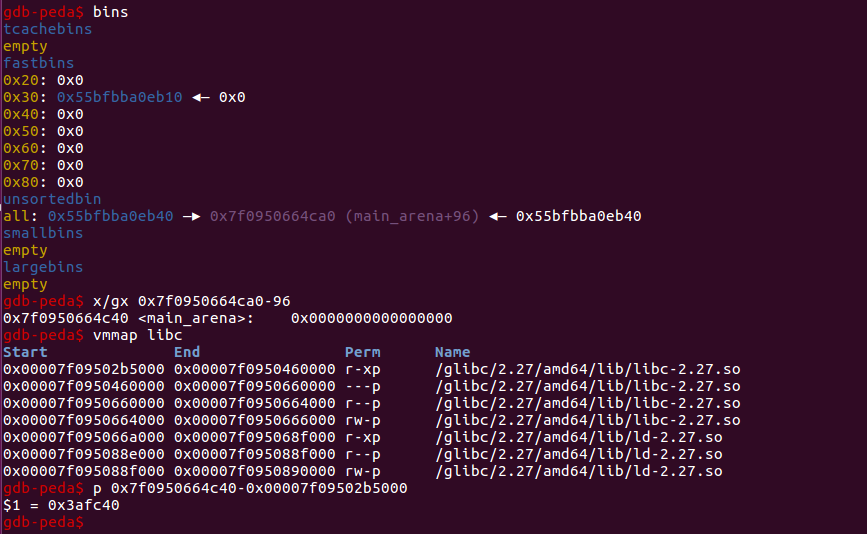 gdb-peda$ bins
tcachebins
empty
fastbins
0x20: 0x0
0x30: 0x55bfbba0eb10 ◂— 0x0
0x40: 0x0
0x50: 0x0
0x60: 0x0
0x70: 0x0
0x80: 0x0
unsortedbin
all: 0x55bfbba0eb40 —▸ 0x7f0950664ca0 (main_arena+96) ◂— 0x55bfbba0eb40
smallbins
empty
largebins
empty
gdb-peda$ x/gx 0x7f0950664ca0-96
0x7f0950664c40 <main_arena>: 0x0000000000000000
gdb-peda$ vmmap libc
Start End Perm Name
0x00007f09502b5000 0x00007f0950460000 r-xp /glibc/2.27/amd64/lib/libc-2.27.so
0x00007f0950460000 0x00007f0950660000 ---p /glibc/2.27/amd64/lib/libc-2.27.so
0x00007f0950660000 0x00007f0950664000 r--p /glibc/2.27/amd64/lib/libc-2.27.so
0x00007f0950664000 0x00007f0950666000 rw-p /glibc/2.27/amd64/lib/libc-2.27.so
0x00007f095066a000 0x00007f095068f000 r-xp /glibc/2.27/amd64/lib/ld-2.27.so
0x00007f095088e000 0x00007f095088f000 r--p /glibc/2.27/amd64/lib/ld-2.27.so
0x00007f095088f000 0x00007f0950890000 rw-p /glibc/2.27/amd64/lib/ld-2.27.so
gdb-peda$ p 0x7f0950664c40-0x00007f09502b5000
$1 = 0x3afc40
gdb-peda$